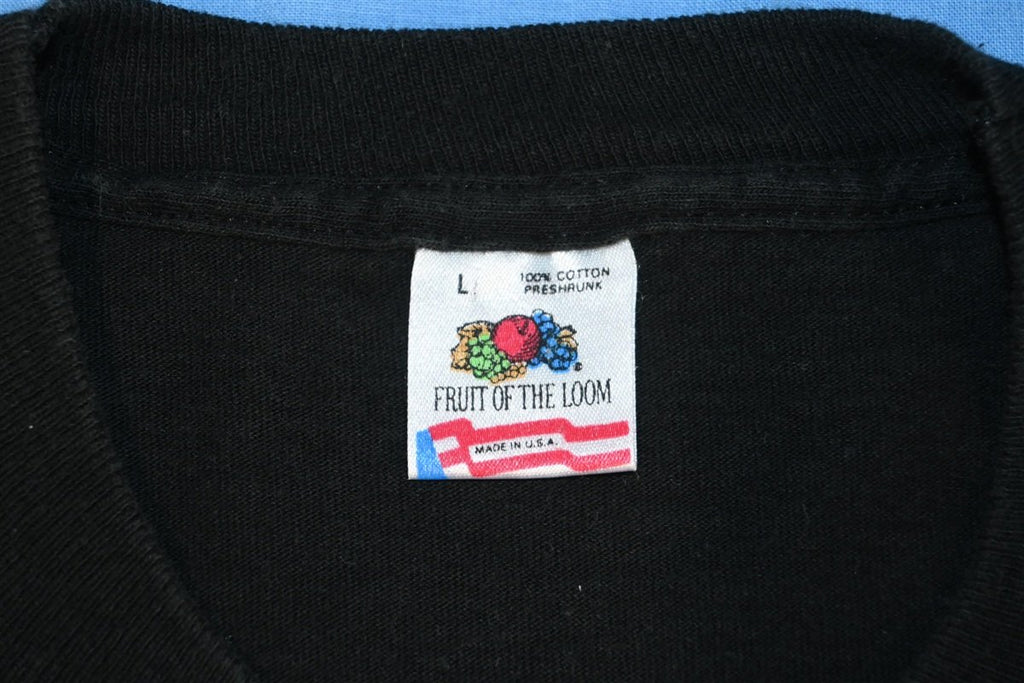 L
100% COTTON
PRESHRUNK
FRUIT OF THE LOOM
MADE IN U.S.A.